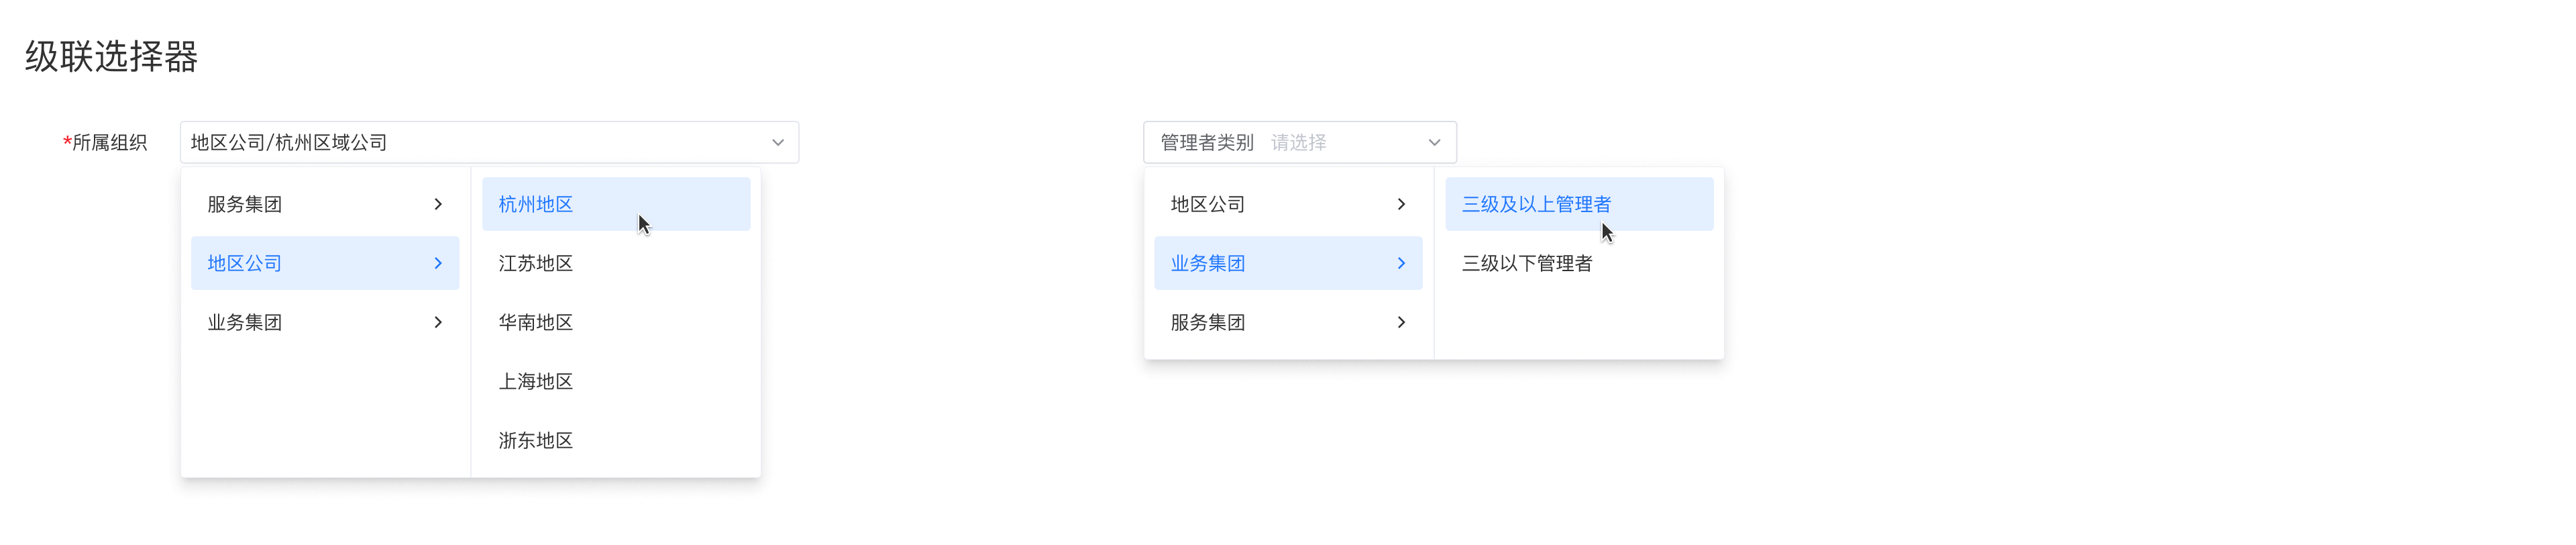 级联选择器
*所属组织
地区公司/杭州区域公司
服务集团
地区公司
业务集团
杭州地区
江苏地区
华南地区
上海地区
浙东地区
管理者类别 请选择
地区公司
业务集团
服务集团
三级及以上管理者
三级以下管理者